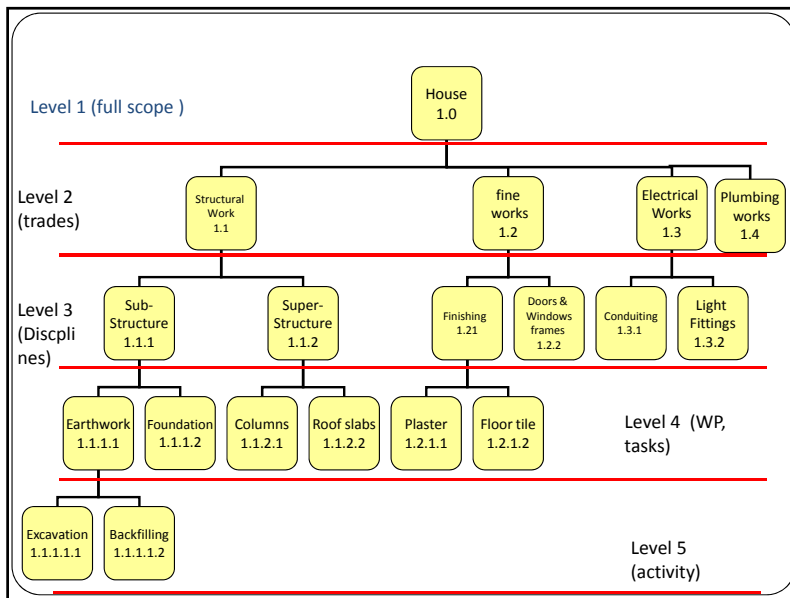 Level 1 (full scope )
House
1.0
Level 2
(trades)
Structural
Work
1.1
fine
works
1.2
Electrical
Works
1.3
Plumbing
works
1.4
Level 3
(Discpli
nes)
Sub-
Structure
1.1.1
Super-
Structure
1.1.2
Finishing
1.21
Doors &
Windows
frames
1.2.2
Conduiting
1.3.1
Light
Fittings
1.3.2
Earthwork
1.1.1.1
Foundation
1.1.1.2
Columns
1.1.2.1
Roof slabs
1.1.2.2
Plaster
1.2.1.1
Floor tile
1.2.1.2
Level 4  (WP,
tasks)
Excavation
1.1.1.1.1
Backfilling
1.1.1.1.2
Level 5
(activity)